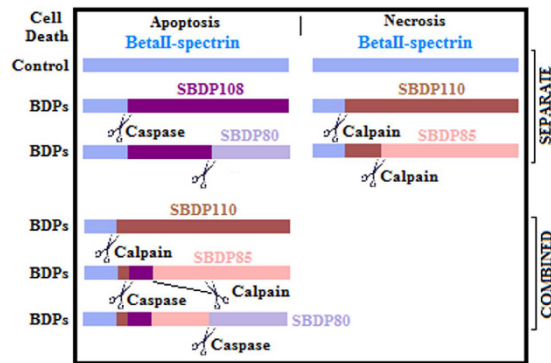 Cell Death
Apoptosis | Necrosis
BetaII-spectrin
BetaII-spectrin
Control
SBDP108
SBDP110
BDPs
Caspase
SBDP80
Calpain
SBDP85
BDPs
Calpain
SEPARATE
SBDP110
BDPs
Calpain
SBDP85
BDPs
Caspase
Calpain
BDPs
SBDP80
Caspase
COMBINED